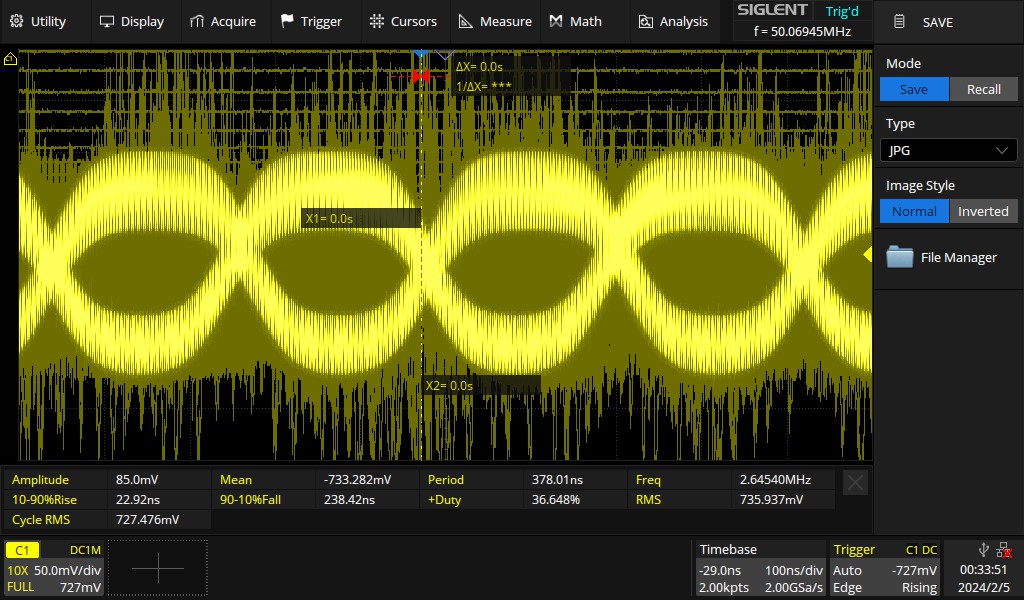 Utility Display Acquire Trigger Cursors Measure Math Analysis SIGLENT Trig'd
f = 50.06945MHz
SAVE
Mode
Save Recall
Type
JPG
Image Style
Normal Inverted
File Manager
ΔX= 0.0s
1/ΔX= ***
X1= 0.0s
X2= 0.0s
Amplitude 85.0mV Mean -733.282mV Period 378.01ns Freq 2.64540MHz
10-90%Rise 22.92ns 90-10%Fall 238.42ns +Duty 36.648% RMS 735.937mV
Cycle RMS 727.476mV
C1 DC1M
10X 50.0mV/div
FULL 727mV
Timebase
-29.0ns 100ns/div
2.00kpts 2.00GSa/s
Trigger C1 DC
Auto -727mV
Edge Rising
00:33:51
2024/2/5